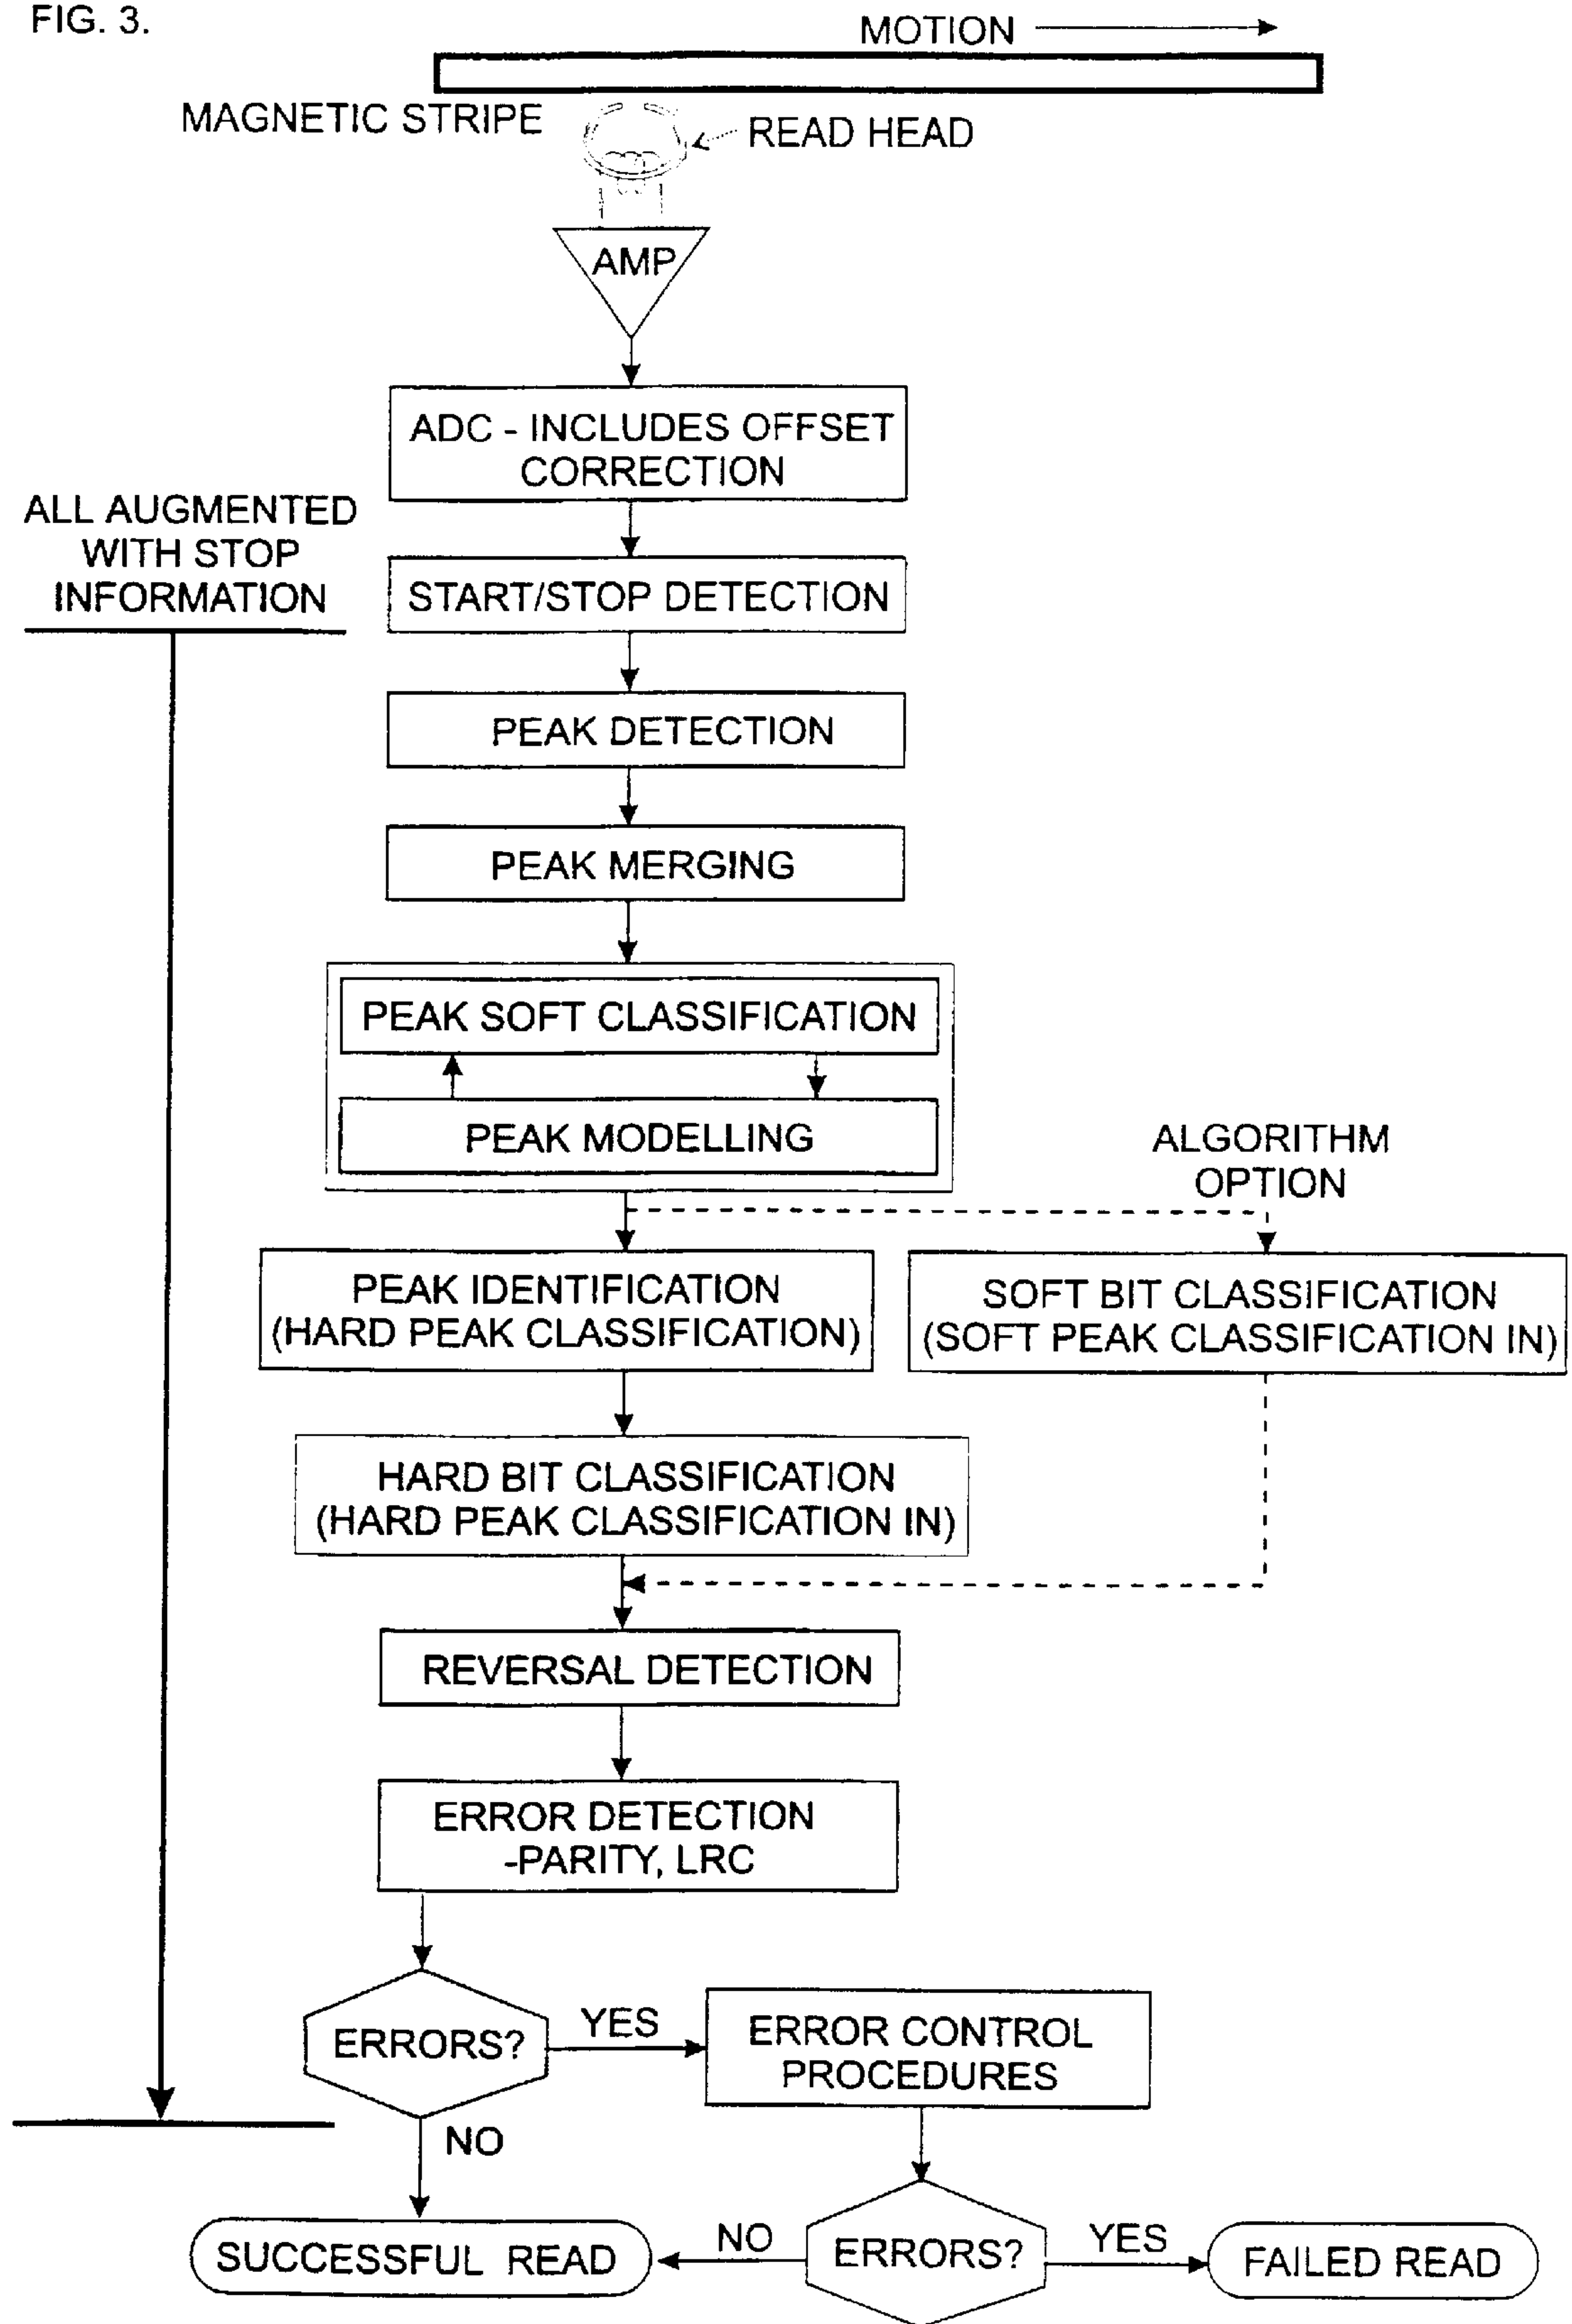 FIG. 3.
MOTION
MAGNETIC STRIPE
READ HEAD
AMP
ADC - INCLUDES OFFSET
CORRECTION
ALL AUGMENTED
WITH STOP
INFORMATION
START/STOP DETECTION
PEAK DETECTION
PEAK MERGING
PEAK SOFT CLASSIFICATION
PEAK MODELLING
ALGORITHM
OPTION
PEAK IDENTIFICATION
(HARD PEAK CLASSIFICATION)
SOFT BIT CLASSIFICATION
(SOFT PEAK CLASSIFICATION IN)
HARD BIT CLASSIFICATION
(HARD PEAK CLASSIFICATION IN)
REVERSAL DETECTION
ERROR DETECTION
-PARITY, LRC
ERRORS?
YES
ERROR CONTROL
PROCEDURES
NO
SUCCESSFUL READ
NO
ERRORS?
YES
FAILED READ